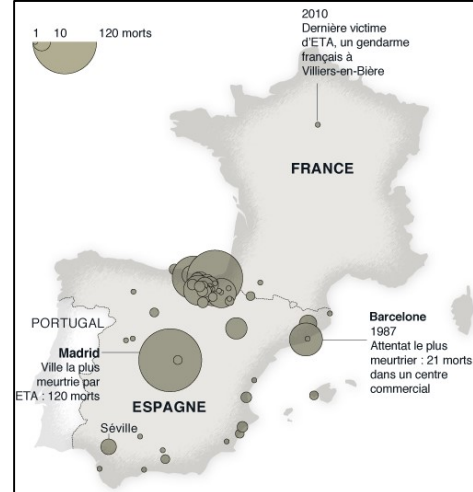 1 10 120 morts
2010
Dernière victime
d'ETA, un gendarme
français à
Villiers-en-Bière
FRANCE
PORTUGAL
Madrid
Ville la plus
meurtrie par
ETA : 120 morts
Barcelone
1987
Attentat le plus
meurtrier : 21 morts
dans un centre
commercial
ESPAGNE
Séville